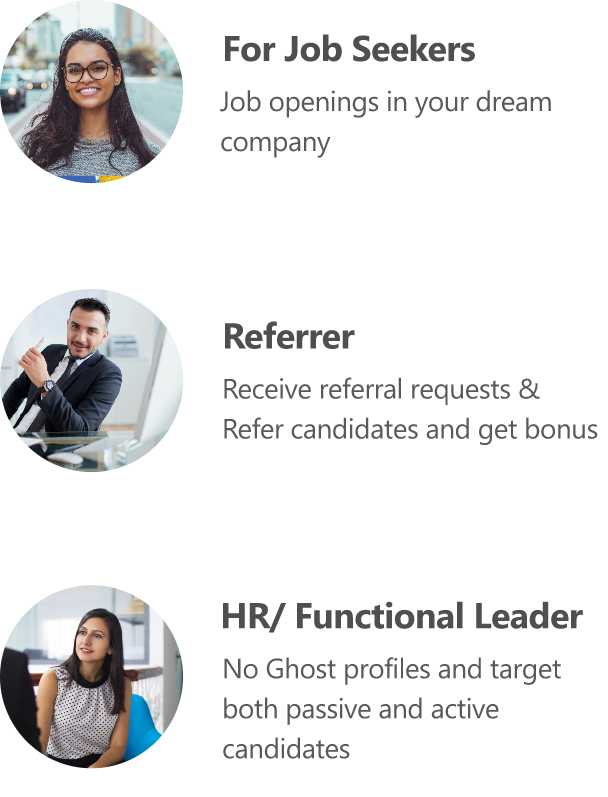 For Job Seekers
Job openings in your dream
company
Referrer
Receive referral requests &
Refer candidates and get bonus
HR/ Functional Leader
No Ghost profiles and target
both passive and active
candidates